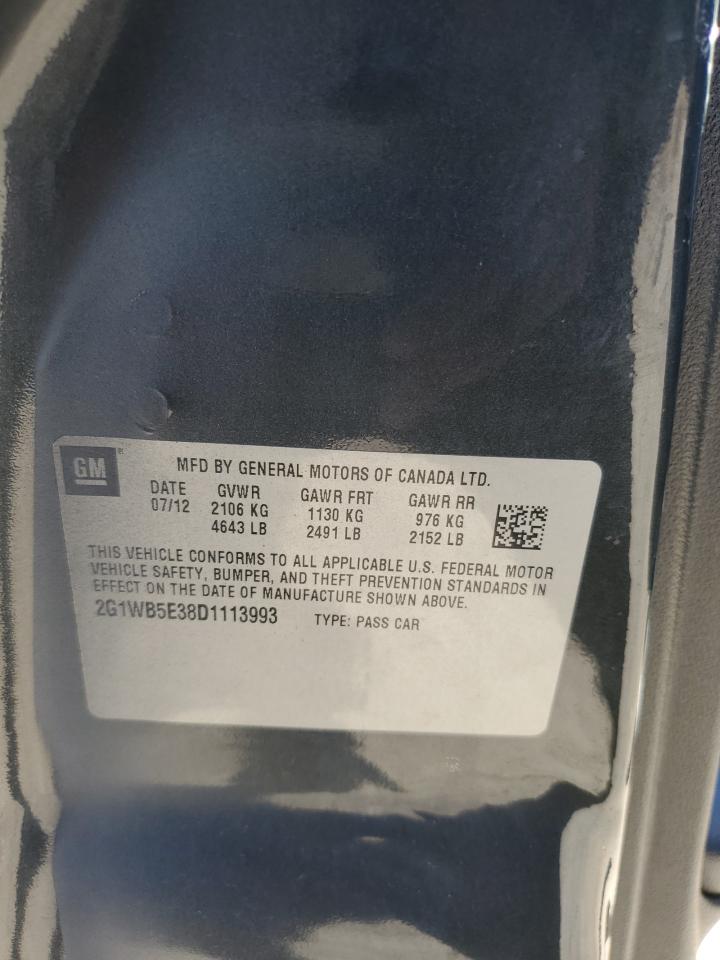 GM ®
MFD BY GENERAL MOTORS OF CANADA LTD.
DATE GVWR GAWR FRT GAWR RR
07/12 2106 KG 1130 KG 976 KG
4643 LB 2491 LB 2152 LB
THIS VEHICLE CONFORMS TO ALL APPLICABLE U.S. FEDERAL MOTOR
VEHICLE SAFETY, BUMPER, AND THEFT PREVENTION STANDARDS IN
EFFECT ON THE DATE OF MANUFACTURE SHOWN ABOVE.
2G1WB5E38D1113993 TYPE: PASS CAR